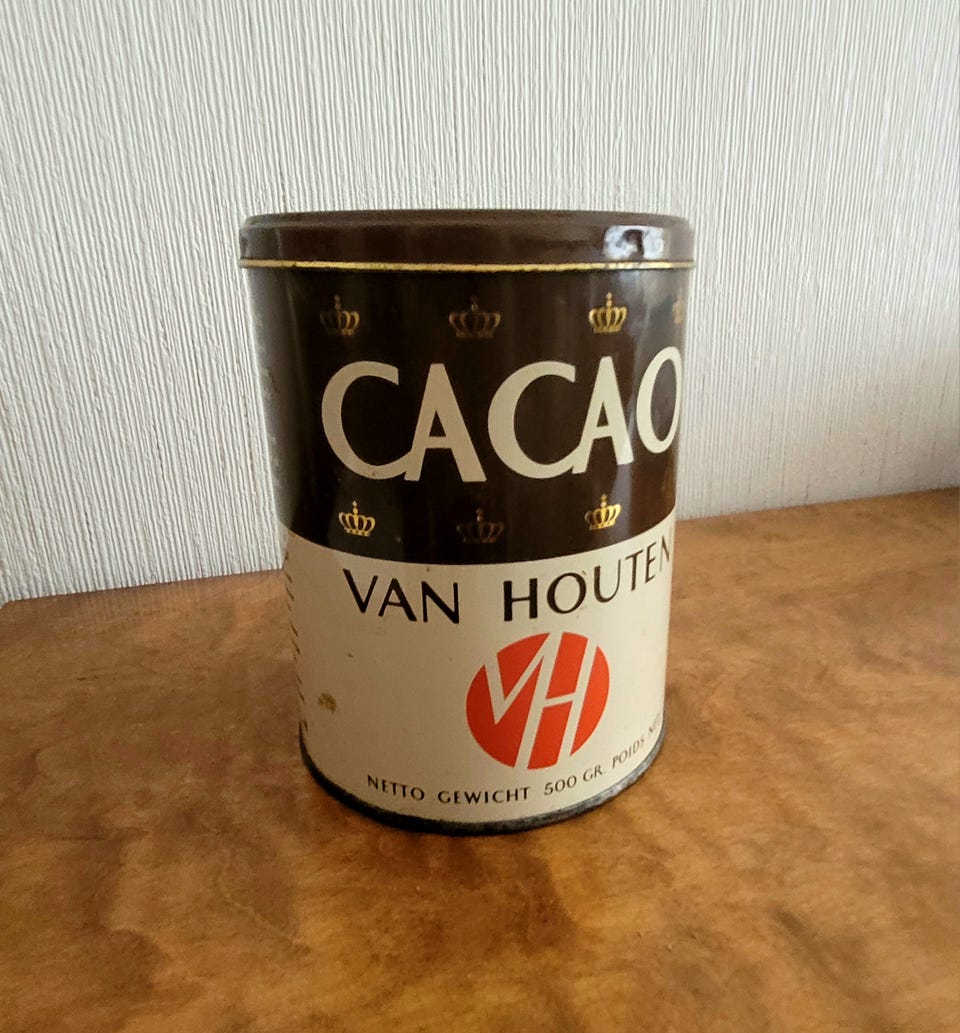 CACAO
VAN HOUTEN
VH
NETTO GEWICHT 500 GR. POIDS